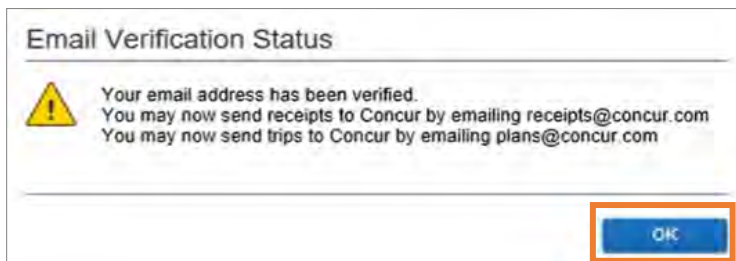 Email Verification Status
Your email address has been verified.
You may now send receipts to Concur by emailing receipts@concur.com
You may now send trips to Concur by emailing plans@concur.com
OK